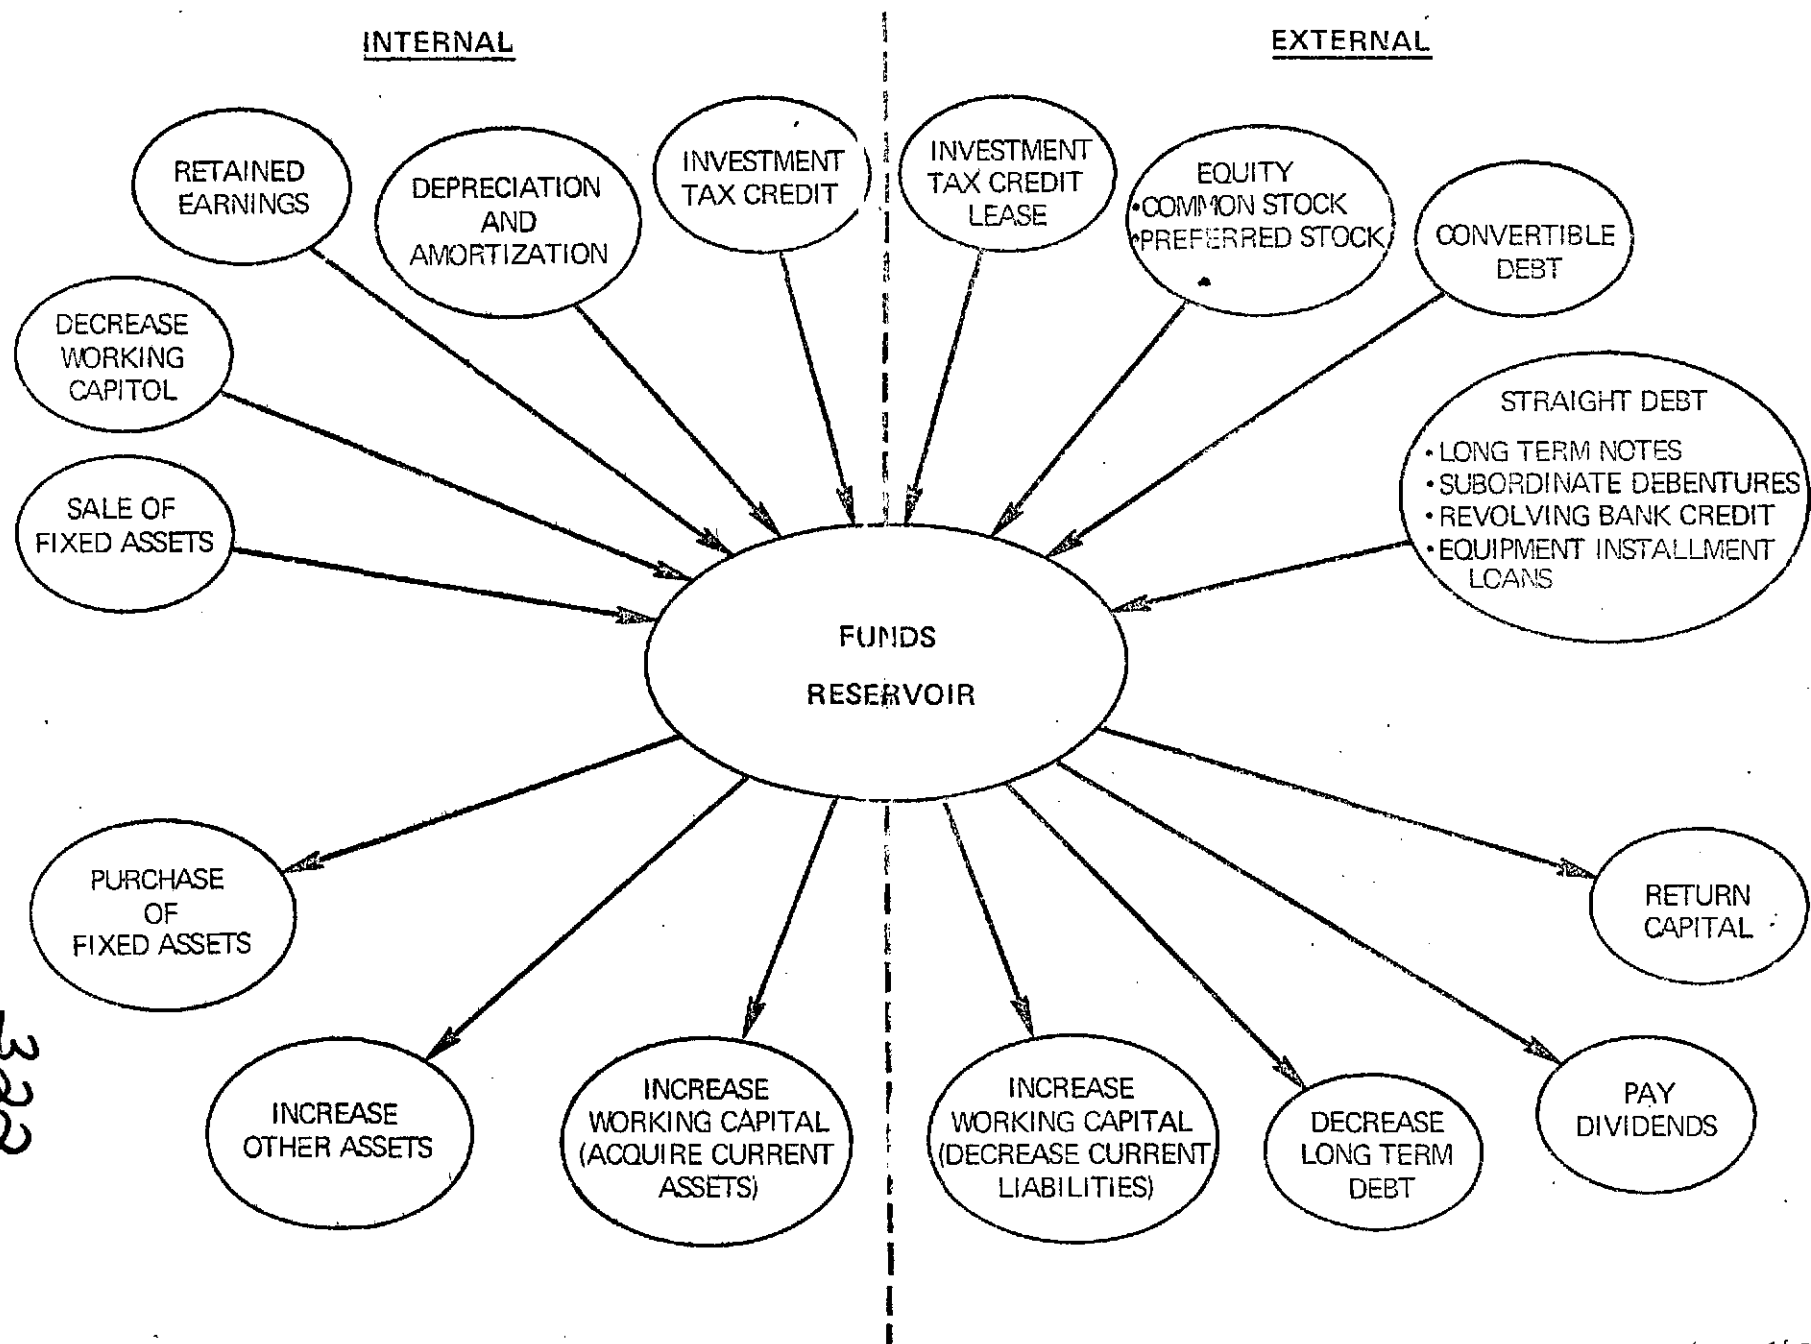 INTERNAL
EXTERNAL
RETAINED
EARNINGS
DEPRECIATION
AND
AMORTIZATION
INVESTMENT
TAX CREDIT
INVESTMENT
TAX CREDIT
LEASE
EQUITY
•COMMON STOCK
•PREFERRED STOCK
CONVERTIBLE
DEBT
DECREASE
WORKING
CAPITOL
STRAIGHT DEBT
•LONG TERM NOTES
•SUBORDINATE DEBENTURES
•REVOLVING BANK CREDIT
•EQUIPMENT INSTALLMENT
LOANS
SALE OF
FIXED ASSETS
FUNDS
RESERVOIR
PURCHASE
OF
FIXED ASSETS
RETURN
CAPITAL
INCREASE
OTHER ASSETS
INCREASE
WORKING CAPITAL
(ACQUIRE CURRENT
ASSETS)
INCREASE
WORKING CAPITAL
(DECREASE CURRENT
LIABILITIES)
DECREASE
LONG TERM
DEBT
PAY
DIVIDENDS